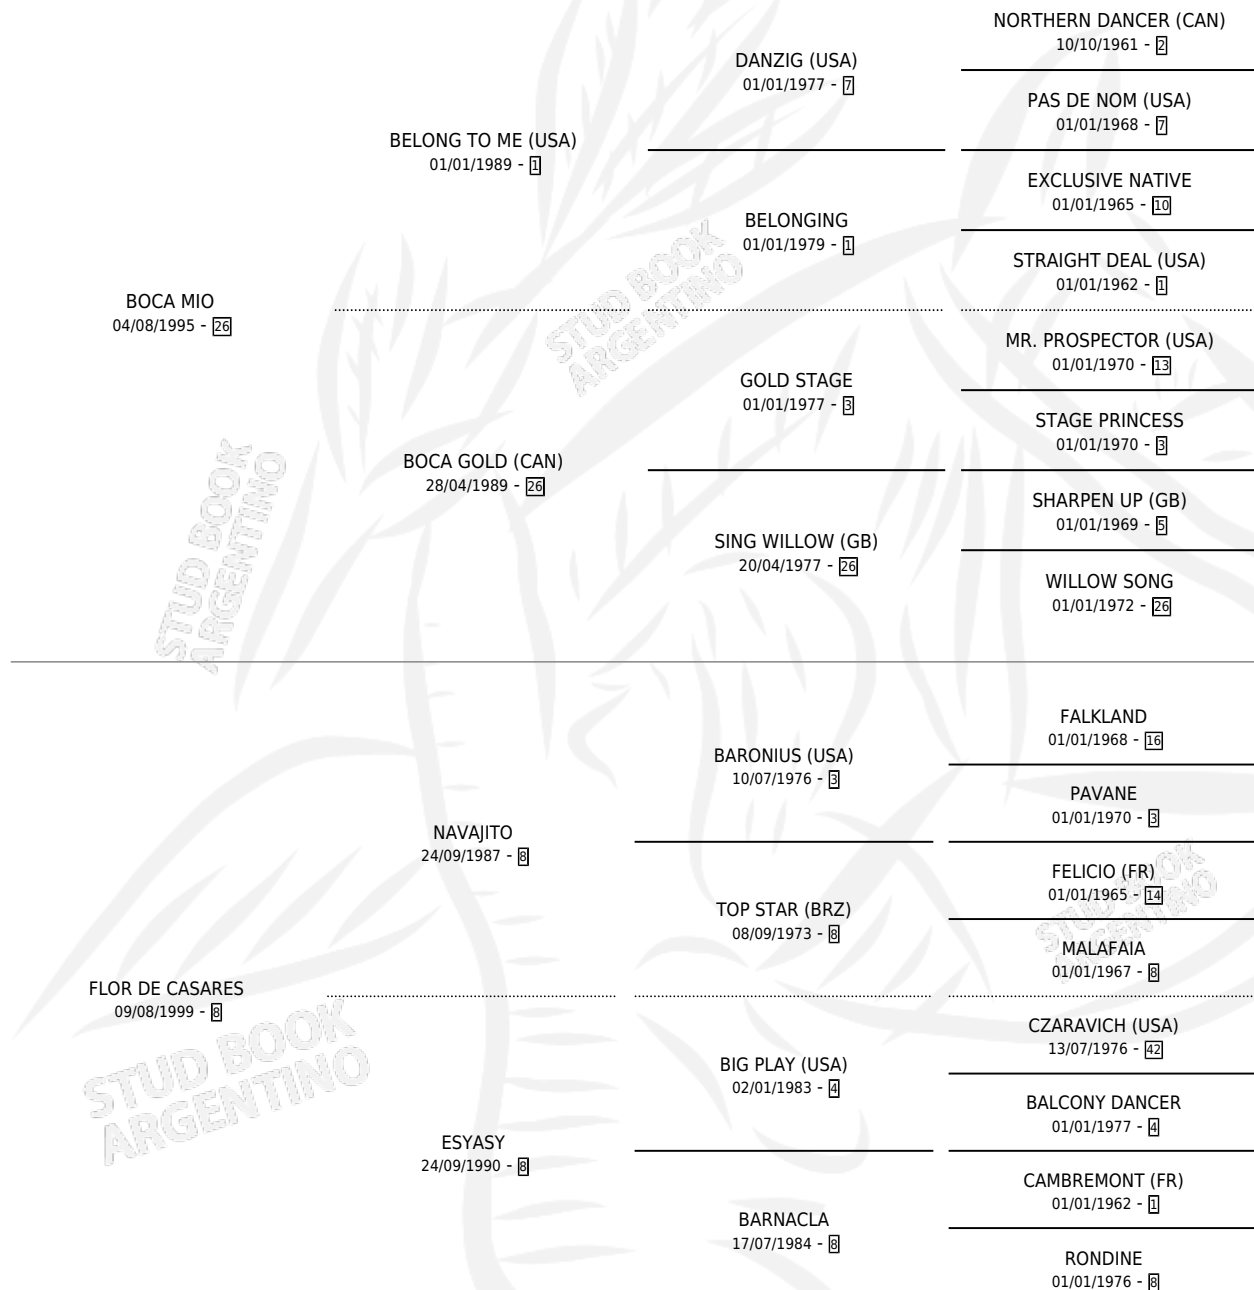 NORTHERN DANCER (CAN)
10/10/1961 - 2
DANZIG (USA)
01/01/1977 - 7
PAS DE NOM (USA)
01/01/1968 - 7
BELONG TO ME (USA)
01/01/1989 - 1
EXCLUSIVE NATIVE
01/01/1965 - 10
BELONGING
01/01/1979 - 1
STRAIGHT DEAL (USA)
01/01/1962 - 1
BOCA MIO
04/08/1995 - 26
MR. PROSPECTOR (USA)
01/01/1970 - 13
GOLD STAGE
01/01/1977 - 3
STAGE PRINCESS
01/01/1970 - 3
BOCA GOLD (CAN)
28/04/1989 - 26
SHARPEN UP (GB)
01/01/1969 - 5
SING WILLOW (GB)
20/04/1977 - 26
WILLOW SONG
01/01/1972 - 26
FALKLAND
01/01/1968 - 16
BARONIUS (USA)
10/07/1976 - 3
PAVANE
01/01/1970 - 3
NAVAJITO
24/09/1987 - 8
FELICIO (FR)
01/01/1965 - 14
TOP STAR (BRZ)
08/09/1973 - 8
MALAFAIA
01/01/1967 - 8
FLOR DE CASARES
09/08/1999 - 8
CZARAVICH (USA)
13/07/1976 - 42
BIG PLAY (USA)
02/01/1983 - 4
BALCONY DANCER
01/01/1977 - 4
ESYASY
24/09/1990 - 8
CAMBREMONT (FR)
01/01/1962 - 1
BARNACLA
17/07/1984 - 8
RONDINE
01/01/1976 - 8
STUD BOOK
ARGENTINO
STUD BOOK
ARGENTINO
STUD BOOK
ARGENTINO
STUD BOOK
ARGENTINO